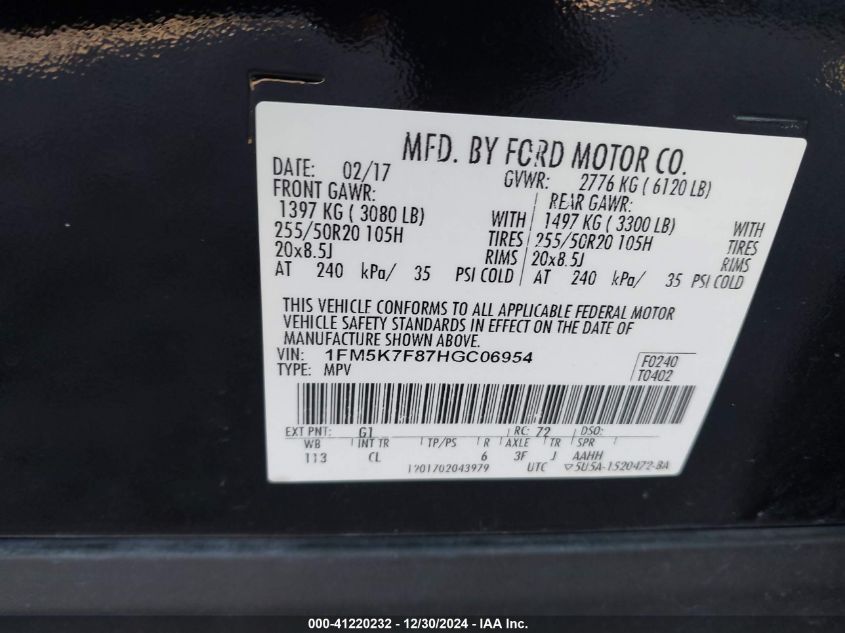 MFD. BY FORD MOTOR CO.
DATE: 02/17 GVWR: 2776 KG ( 6120 LB)
FRONT GAWR: REAR GAWR:
1397 KG ( 3080 LB) WITH 1497 KG ( 3300 LB) WITH
255/50R20 105H TIRES 255/50R20 105H TIRES
20x8.5J RIMS 20x8.5J RIMS
AT 240 kPa/ 35 PSI COLD AT 240 kPa/ 35 PSI COLD
THIS VEHICLE CONFORMS TO ALL APPLICABLE FEDERAL MOTOR
VEHICLE SAFETY STANDARDS IN EFFECT ON THE DATE OF
MANUFACTURE SHOWN ABOVE.
VIN: 1FM5K7F87HGC06954 F0240
TYPE: MPV T0402
EXT PNT: G1 RC: 72 DSO:
WB INT TR TP/PS R AXLE TR SPR
113 CL 6 3F J AAHH
1201702043979 UTC ▽5U5A-1520472-BA
000-41220232 - 12/30/2024 - IAA Inc.